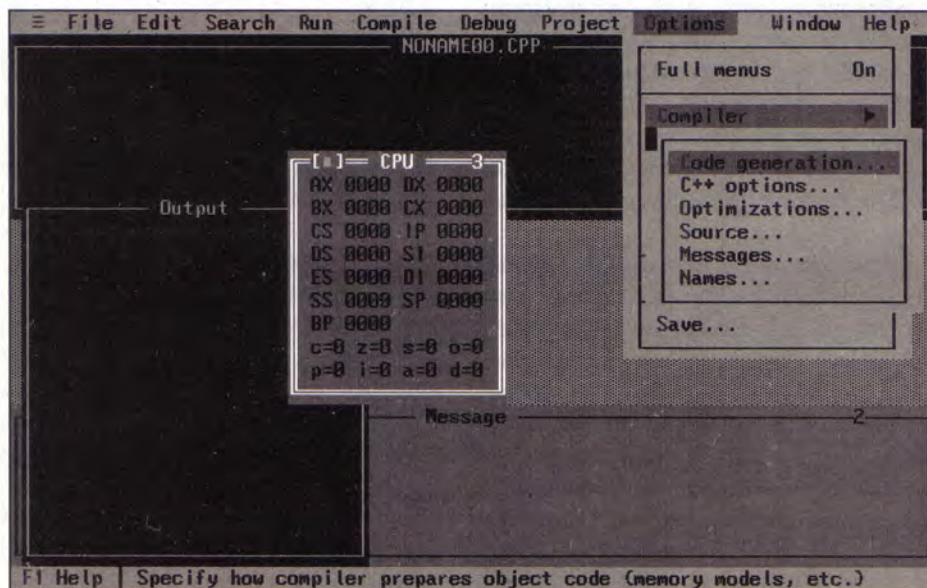 ≡ File Edit Search Run Compile Debug Project Options Window Help
NONAME00.CPP
Full menus On
Compiler ►
Code generation...
C++ options...
Optimizations...
Source...
Messages...
Names...
Save...
[■] CPU 3
AX 0000 DX 0000
BX 0000 CX 0000
CS 0000 IP 0000
DS 0000 SI 0000
ES 0000 DI 0000
SS 0000 SP 0000
BP 0000
c=0 z=0 s=0 o=0
p=0 i=0 a=0 d=0
Output
Message 2
F1 Help | Specify how compiler prepares object code (memory models, etc.)